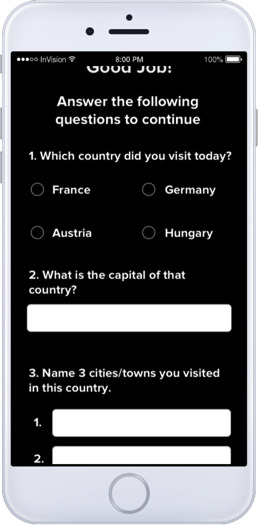 InVision 8:00 PM 100%
Good Job!
Answer the following
questions to continue
1. Which country did you visit today?
France Germany
Austria Hungary
2. What is the capital of that
country?
3. Name 3 cities/towns you visited
in this country.
1.
2.